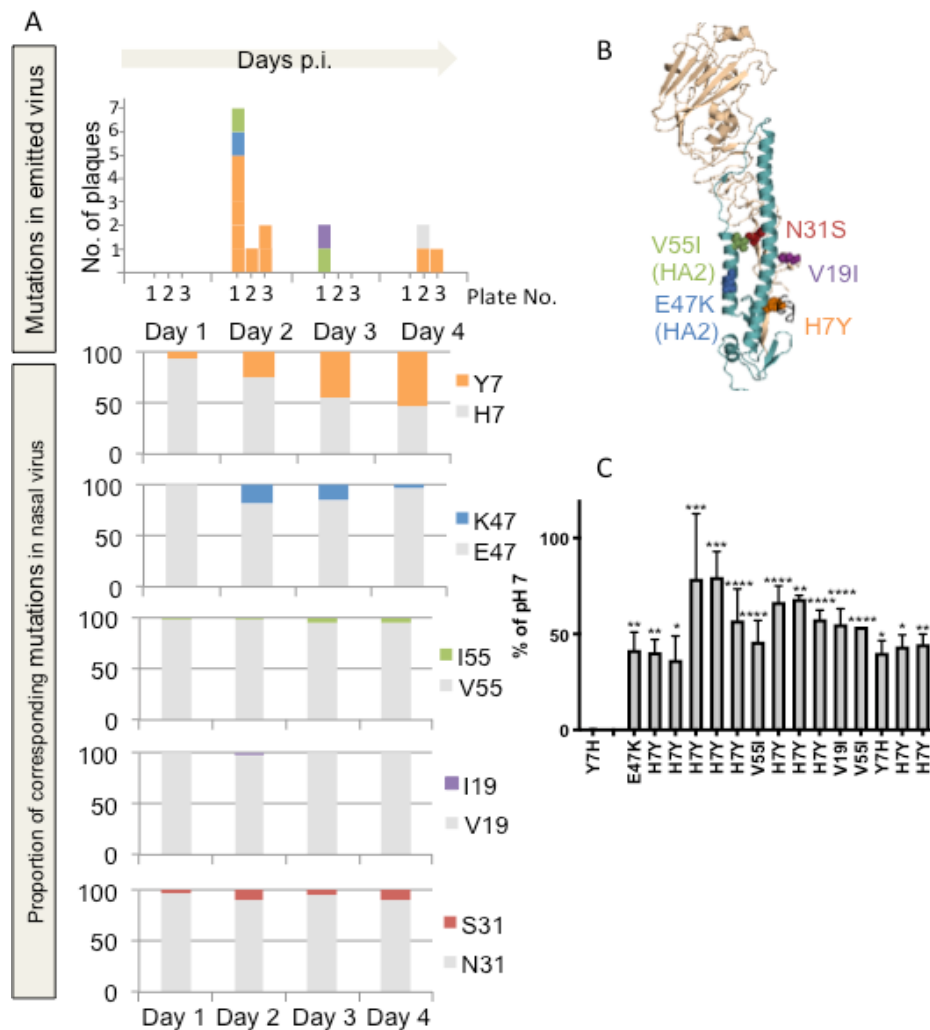 A
Mutations in emitted virus
Days p.i.
No. of plaques
7
6
5
4
3
2
1
1 2 3 1 2 3 1 2 3 1 2 3 Plate No.
Day 1 Day 2 Day 3 Day 4
Proportion of corresponding mutations in nasal virus
100
50
0
Y7
H7
100
50
0
K47
E47
100
50
0
I55
V55
100
50
0
I19
V19
100
50
0
S31
N31
Day 1 Day 2 Day 3 Day 4
B
N31S
V55I
(HA2)
V19I
E47K
(HA2)
H7Y
C
% of pH 7
100
50
0
** ** * *** *** **** **** **** ** **** **** **** * * **
Y7H E47K H7Y H7Y H7Y H7Y H7Y V55I H7Y H7Y H7Y V19I V55I Y7H H7Y H7Y